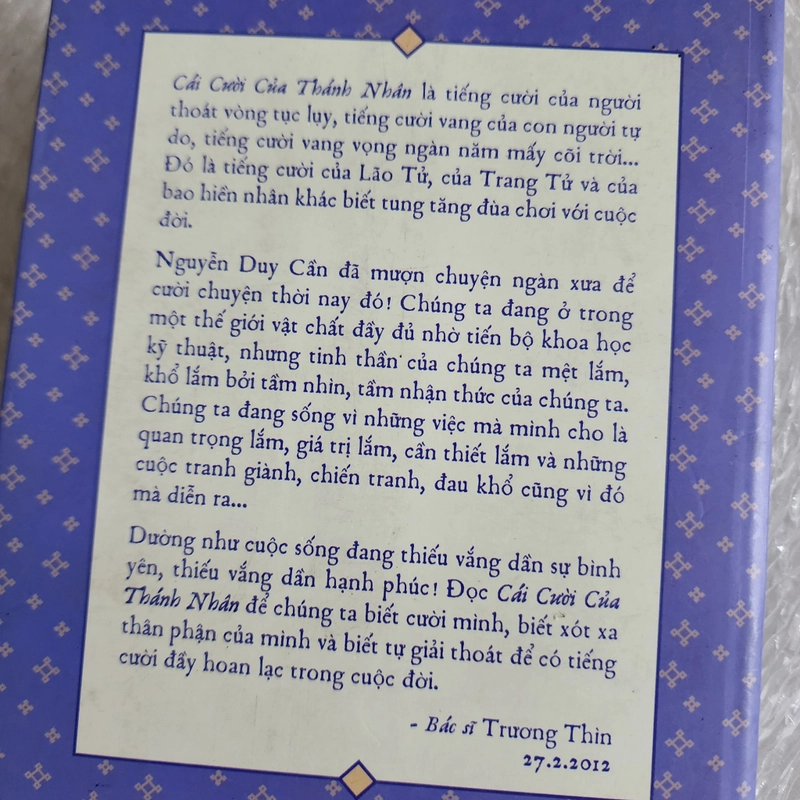 Cái Cười Của Thánh Nhân là tiếng cười của người
thoát vòng tục lụy, tiếng cười vang của con người tự
do, tiếng cười vang vọng ngàn năm mấy cõi trời...
Đó là tiếng cười của Lão Tử, của Trang Tử và của
bao hiền nhân khác biết tung tăng đùa chơi với cuộc
đời.
Nguyễn Duy Cần đã mượn chuyện ngàn xưa để
cười chuyện thời nay đó! Chúng ta đang ở trong
một thế giới vật chất đầy đủ nhờ tiến bộ khoa học
kỹ thuật, nhưng tinh thần của chúng ta mệt lắm,
khổ lắm bởi tầm nhìn, tầm nhận thức của chúng ta.
Chúng ta đang sống vì những việc mà mình cho là
quan trọng lắm, giá trị lắm, cần thiết lắm và những
cuộc tranh giành, chiến tranh, đau khổ cũng vì đó
mà diễn ra...
Dường như cuộc sống đang thiếu vắng dần sự bình
yên, thiếu vắng dần hạnh phúc! Đọc Cái Cười Của
Thánh Nhân để chúng ta biết cười mình, biết xót xa
thân phận của mình và biết tự giải thoát để có tiếng
cười đầy hoan lạc trong cuộc đời.
- Bác sĩ Trương Thìn
27.2.2012